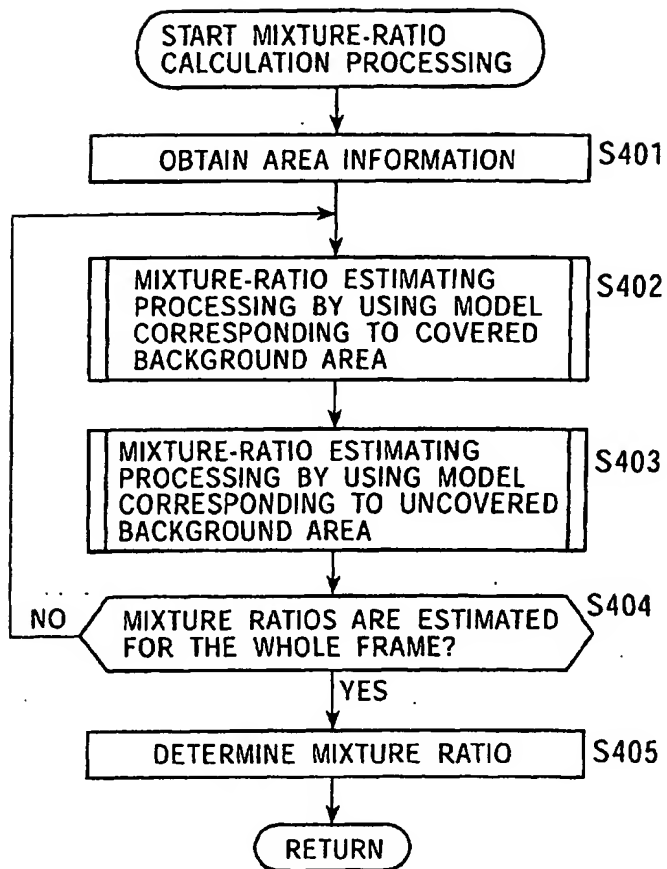 START MIXTURE-RATIO
CALCULATION PROCESSING
OBTAIN AREA INFORMATION
S401
MIXTURE-RATIO ESTIMATING
PROCESSING BY USING MODEL
CORRESPONDING TO COVERED
BACKGROUND AREA
S402
MIXTURE-RATIO ESTIMATING
PROCESSING BY USING MODEL
CORRESPONDING TO UNCOVERED
BACKGROUND AREA
S403
NO
MIXTURE RATIOS ARE ESTIMATED
FOR THE WHOLE FRAME?
S404
YES
DETERMINE MIXTURE RATIO
S405
RETURN